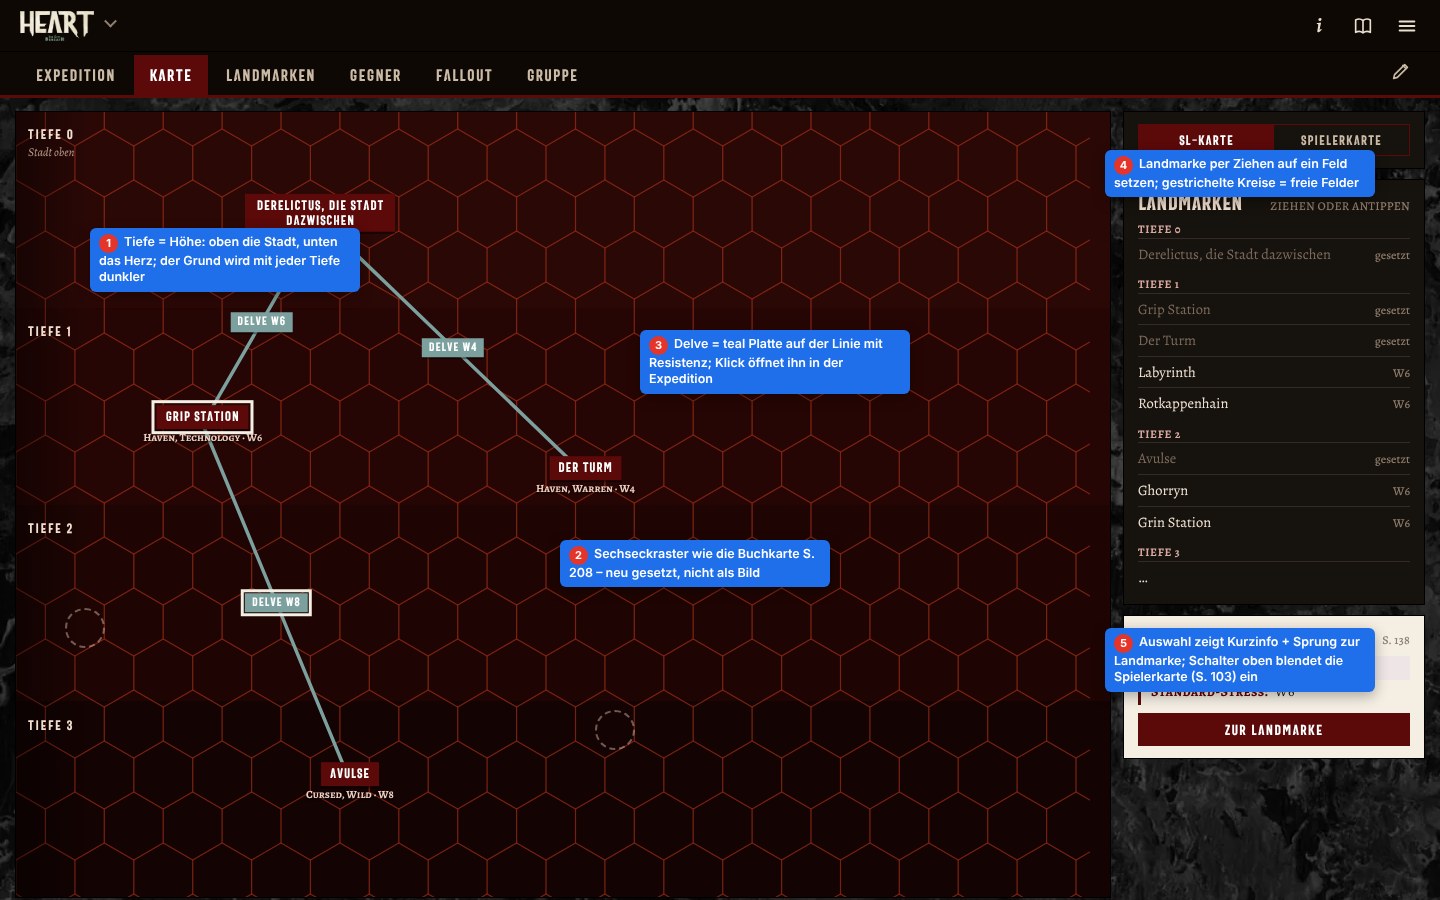 HEART
i
EXPEDITION
KARTE
LANDMARKEN
GEGNER
FALLOUT
GRUPPE
TIEFE 0
Stadt oben
DERELICTUS, DIE STADT
DAZWISCHEN
1 Tiefe = Höhe: oben die Stadt, unten
das Herz; der Grund wird mit jeder Tiefe
dunkler
DELVE W6
TIEFE 1
DELVE W4
3 Delve = teal Platte auf der Linie mit
Resistenz; Klick öffnet ihn in der
Expedition
GRIP STATION
HAVEN, TECHNOLOGY · W6
DER TURM
HAVEN, WARREN · W4
TIEFE 2
2 Sechseckraster wie die Buchkarte S.
208 – neu gesetzt, nicht als Bild
DELVE W8
TIEFE 3
AVULSE
CURSED, WILD · W8
SL-KARTE
SPIELERKARTE
4 Landmarke per Ziehen auf ein Feld
setzen; gestrichelte Kreise = freie Felder
LANDMARKEN
ZIEHEN ODER ANTIPPEN
TIEFE 0
Derelictus, die Stadt dazwischen gesetzt
TIEFE 1
Grip Station gesetzt
Der Turm gesetzt
Labyrinth W6
Rotkappenhain W6
TIEFE 2
Avulse gesetzt
Ghorryn W6
Grin Station W6
TIEFE 3
...
S. 138
5 Auswahl zeigt Kurzinfo + Sprung zur
Landmarke; Schalter oben blendet die
Spielerkarte (S. 103) ein
STANDARD-STRESS: W6
ZUR LANDMARKE